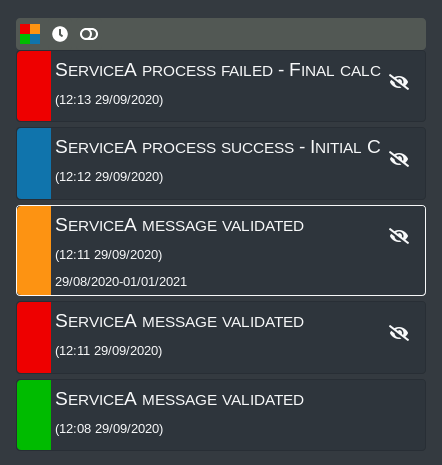 ServiceA process failed - Final calc
(12:13 29/09/2020)
ServiceA process success - Initial C
(12:12 29/09/2020)
ServiceA message validated
(12:11 29/09/2020)
29/08/2020-01/01/2021
ServiceA message validated
(12:11 29/09/2020)
ServiceA message validated
(12:08 29/09/2020)